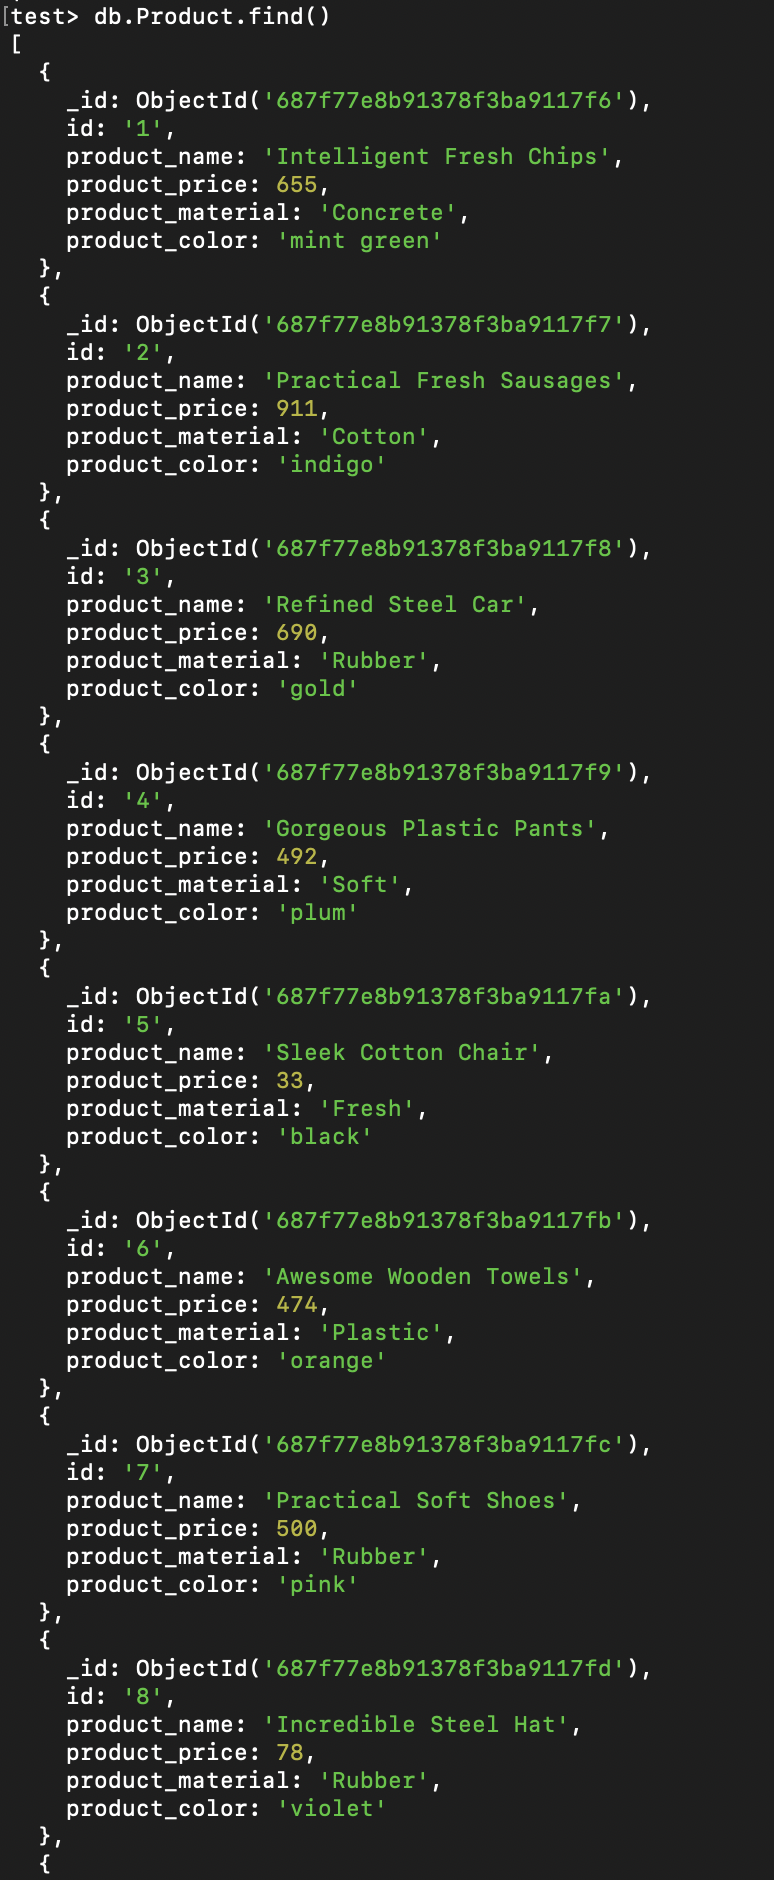 [test> db.Product.find()
[
  {
    _id: ObjectId('687f77e8b91378f3ba9117f6'),
    id: '1',
    product_name: 'Intelligent Fresh Chips',
    product_price: 655,
    product_material: 'Concrete',
    product_color: 'mint green'
  },
  {
    _id: ObjectId('687f77e8b91378f3ba9117f7'),
    id: '2',
    product_name: 'Practical Fresh Sausages',
    product_price: 911,
    product_material: 'Cotton',
    product_color: 'indigo'
  },
  {
    _id: ObjectId('687f77e8b91378f3ba9117f8'),
    id: '3',
    product_name: 'Refined Steel Car',
    product_price: 690,
    product_material: 'Rubber',
    product_color: 'gold'
  },
  {
    _id: ObjectId('687f77e8b91378f3ba9117f9'),
    id: '4',
    product_name: 'Gorgeous Plastic Pants',
    product_price: 492,
    product_material: 'Soft',
    product_color: 'plum'
  },
  {
    _id: ObjectId('687f77e8b91378f3ba9117fa'),
    id: '5',
    product_name: 'Sleek Cotton Chair',
    product_price: 33,
    product_material: 'Fresh',
    product_color: 'black'
  },
  {
    _id: ObjectId('687f77e8b91378f3ba9117fb'),
    id: '6',
    product_name: 'Awesome Wooden Towels',
    product_price: 474,
    product_material: 'Plastic',
    product_color: 'orange'
  },
  {
    _id: ObjectId('687f77e8b91378f3ba9117fc'),
    id: '7',
    product_name: 'Practical Soft Shoes',
    product_price: 500,
    product_material: 'Rubber',
    product_color: 'pink'
  },
  {
    _id: ObjectId('687f77e8b91378f3ba9117fd'),
    id: '8',
    product_name: 'Incredible Steel Hat',
    product_price: 78,
    product_material: 'Rubber',
    product_color: 'violet'
  },
  {